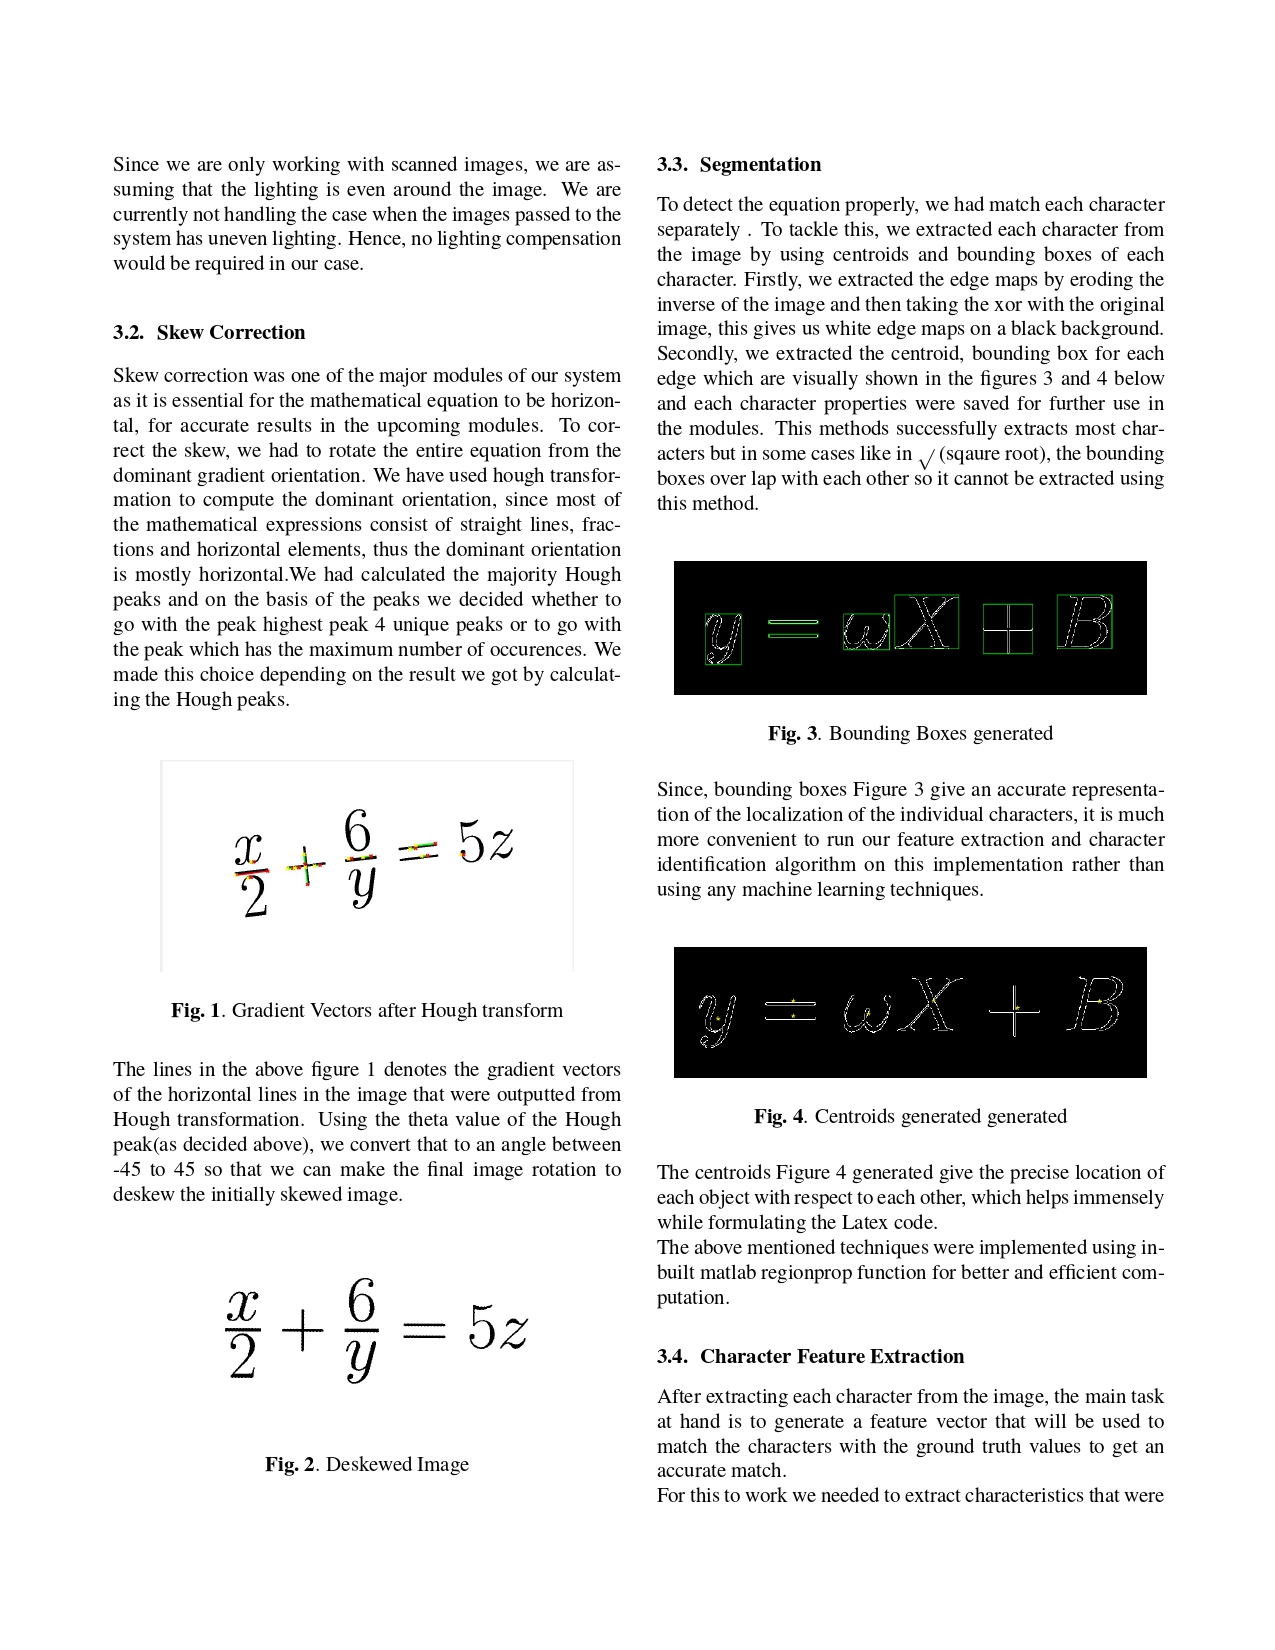 Since we are only working with scanned images, we are as-
suming that the lighting is even around the image. We are
currently not handling the case when the images passed to the
system has uneven lighting. Hence, no lighting compensation
would be required in our case.
3.2. Skew Correction
Skew correction was one of the major modules of our system
as it is essential for the mathematical equation to be horizon-
tal, for accurate results in the upcoming modules. To cor-
rect the skew, we had to rotate the entire equation from the
dominant gradient orientation. We have used hough transfor-
mation to compute the dominant orientation, since most of
the mathematical expressions consist of straight lines, frac-
tions and horizontal elements, thus the dominant orientation
is mostly horizontal.We had calculated the majority Hough
peaks and on the basis of the peaks we decided whether to
go with the peak highest peak 4 unique peaks or to go with
the peak which has the maximum number of occurences. We
made this choice depending on the result we got by calculat-
ing the Hough peaks.
x/2 + 6/y = 5z
Fig. 1. Gradient Vectors after Hough transform
The lines in the above figure 1 denotes the gradient vectors
of the horizontal lines in the image that were outputted from
Hough transformation. Using the theta value of the Hough
peak(as decided above), we convert that to an angle between
-45 to 45 so that we can make the final image rotation to
deskew the initially skewed image.
x/2 + 6/y = 5z
Fig. 2. Deskewed Image
3.3. Segmentation
To detect the equation properly, we had match each character
separately . To tackle this, we extracted each character from
the image by using centroids and bounding boxes of each
character. Firstly, we extracted the edge maps by eroding the
inverse of the image and then taking the xor with the original
image, this gives us white edge maps on a black background.
Secondly, we extracted the centroid, bounding box for each
edge which are visually shown in the figures 3 and 4 below
and each character properties were saved for further use in
the modules. This methods successfully extracts most char-
acters but in some cases like in √ (sqaure root), the bounding
boxes over lap with each other so it cannot be extracted using
this method.
y = ωX + B
Fig. 3. Bounding Boxes generated
Since, bounding boxes Figure 3 give an accurate representa-
tion of the localization of the individual characters, it is much
more convenient to run our feature extraction and character
identification algorithm on this implementation rather than
using any machine learning techniques.
y = ωX + B
Fig. 4. Centroids generated generated
The centroids Figure 4 generated give the precise location of
each object with respect to each other, which helps immensely
while formulating the Latex code.
The above mentioned techniques were implemented using in-
built matlab regionprop function for better and efficient com-
putation.
3.4. Character Feature Extraction
After extracting each character from the image, the main task
at hand is to generate a feature vector that will be used to
match the characters with the ground truth values to get an
accurate match.
For this to work we needed to extract characteristics that were